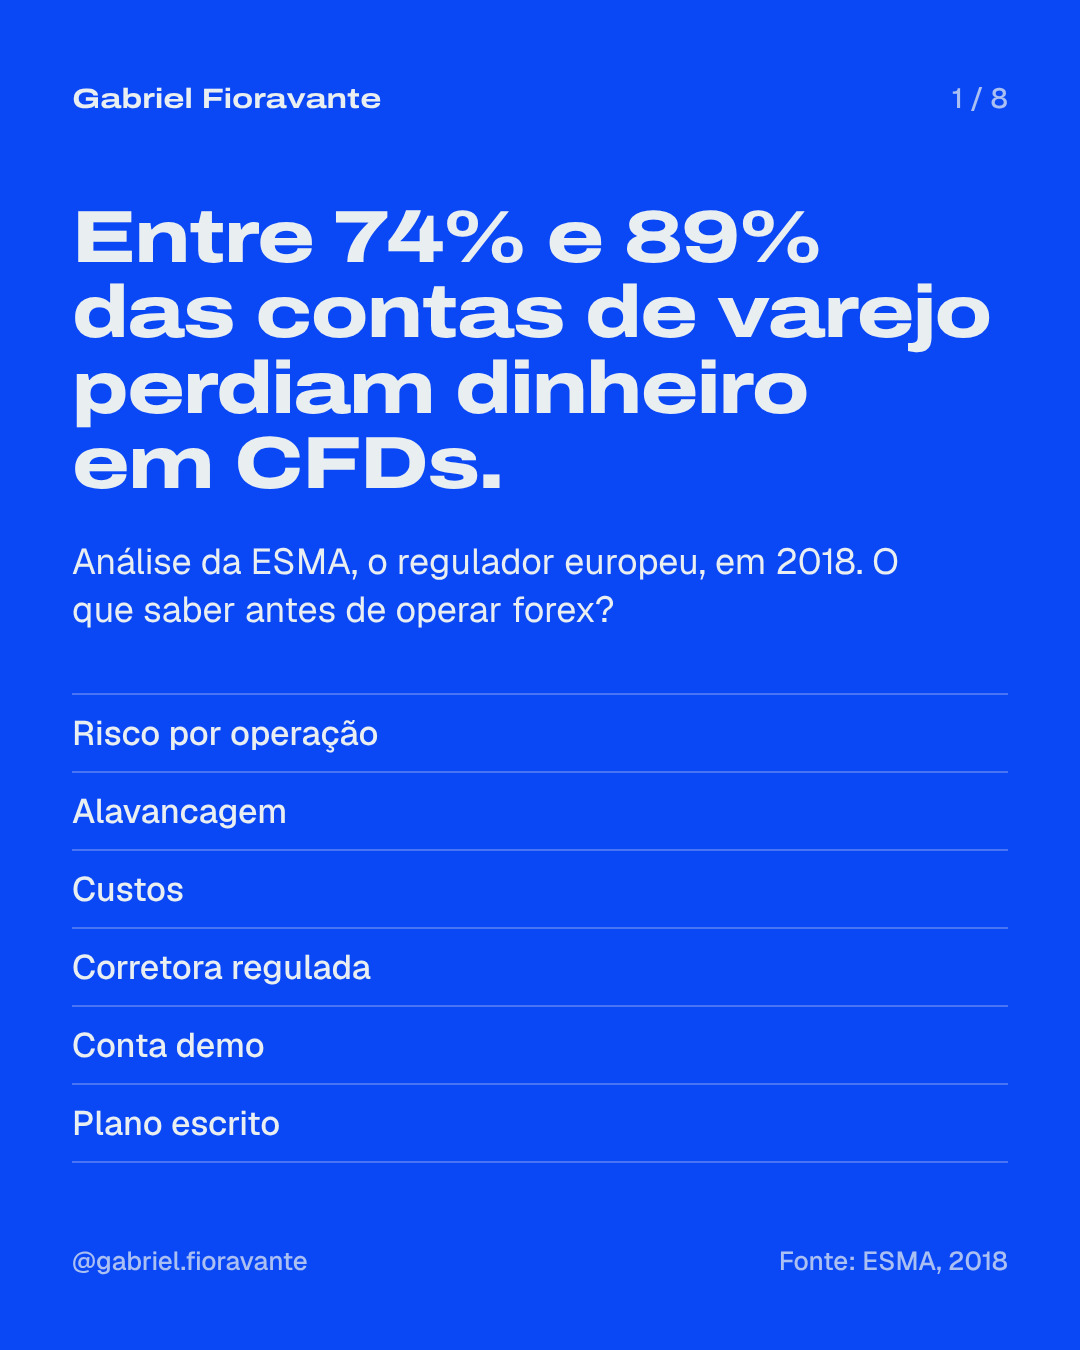 Gabriel Fioravante
1 / 8
Entre 74% e 89%
das contas de varejo
perdiam dinheiro
em CFDs.
Análise da ESMA, o regulador europeu, em 2018. O
que saber antes de operar forex?
Risco por operação
Alavancagem
Custos
Corretora regulada
Conta demo
Plano escrito
@gabriel.fioravante
Fonte: ESMA, 2018